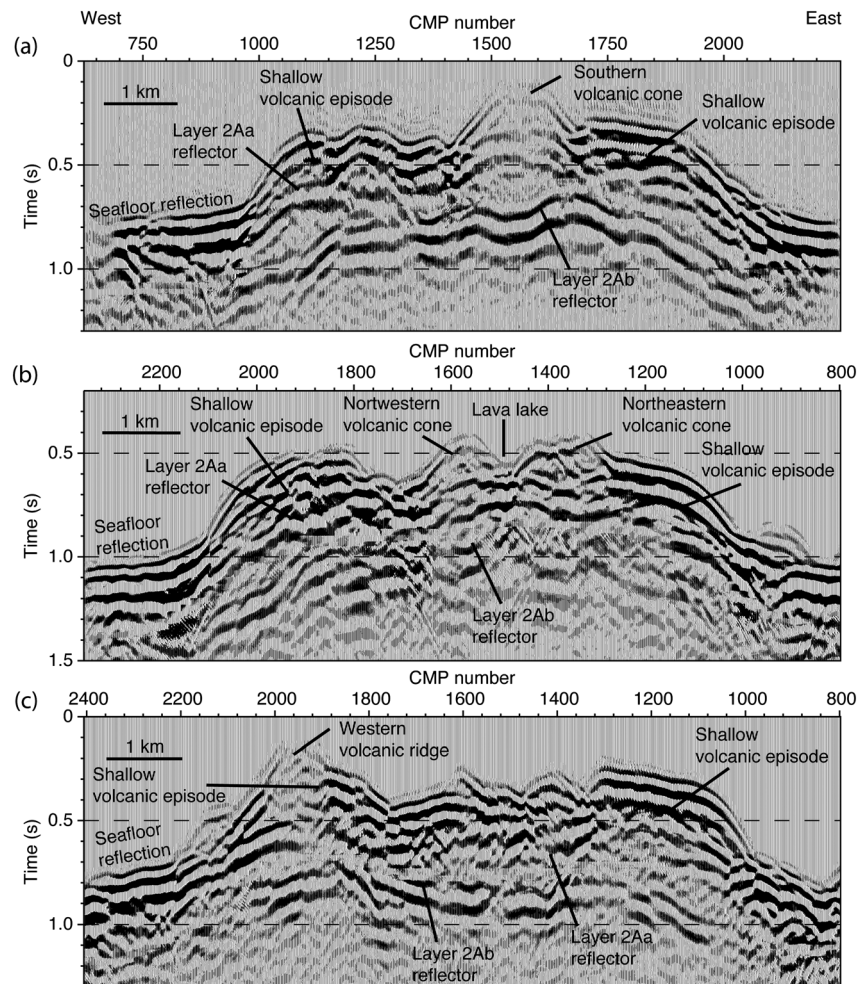 West CMP number East
(a)
750 1000 1250 1500 1750 2000
0
0.5
1.0
Time (s)
1 km
Shallow
volcanic episode
Southern
volcanic cone
Shallow
volcanic episode
Layer 2Aa
reflector
Seafloor reflection
Layer 2Ab
reflector
CMP number
(b)
2200 2000 1800 1600 1400 1200 1000 800
0.5
1.0
1.5
Time (s)
1 km
Shallow
volcanic episode
Nortwestern
volcanic cone
Lava lake
Northeastern
volcanic cone
Layer 2Aa
reflector
Shallow
volcanic episode
Seafloor
reflection
Layer 2Ab
reflector
CMP number
(c)
2400 2200 2000 1800 1600 1400 1200 1000 800
0
0.5
1.0
Time (s)
1 km
Western
volcanic ridge
Shallow
volcanic episode
Shallow
volcanic episode
Seafloor
reflection
Layer 2Ab
reflector
Layer 2Aa
reflector